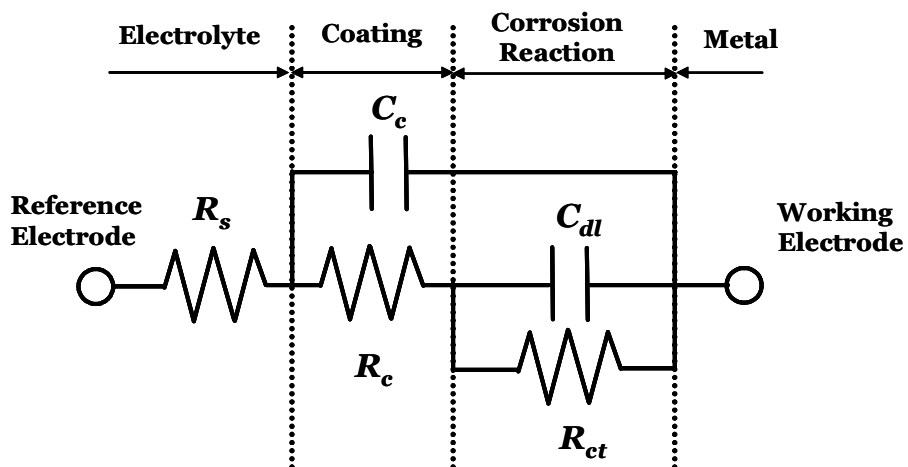 Electrolyte
Coating
Corrosion
Reaction
Metal
C_c
Reference
Electrode
R_s
C_dl
Working
Electrode
R_c
R_ct